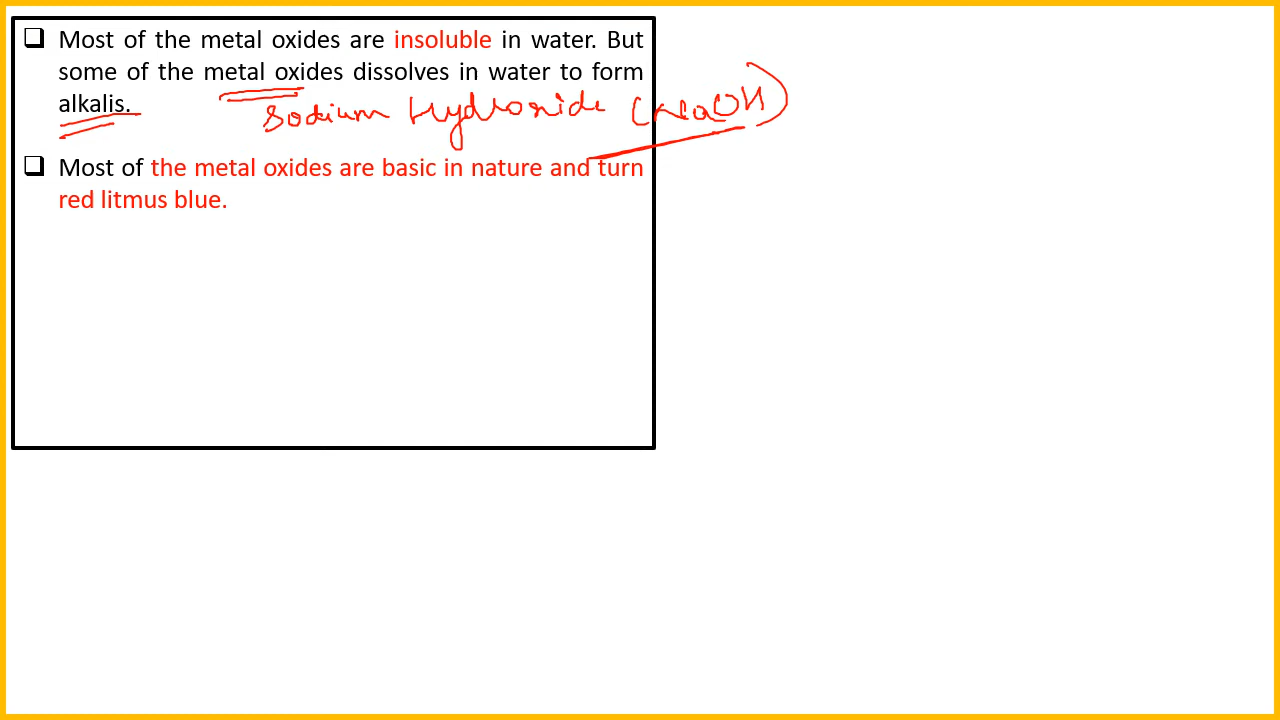 Most of the metal oxides are insoluble in water. But
some of the metal oxides dissolves in water to form
alkalis.
Sodium Hydroxide (NaOH)
Most of the metal oxides are basic in nature and turn
red litmus blue.